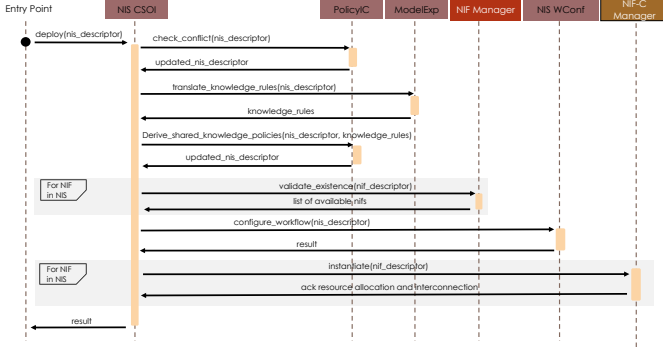 Entry Point
NIS CSOI
PolicyIC
ModelExp
NIF Manager
NIS WConf
NIF-C
Manager
deploy(nis_descriptor)
check_conflict(nis_descriptor)
updated_nis_descriptor
translate_knowledge_rules(nis_descriptor)
knowledge_rules
Derive_shared_knowledge_policies(nis_descriptor, knowledge_rules)
updated_nis_descriptor
For NIF
in NIS
validate_existence(nif_descriptor)
list of available nifs
configure_workflow(nis_descriptor)
result
For NIF
in NIS
instantiate(nif_descriptor)
ack resource allocation and interconnection
result